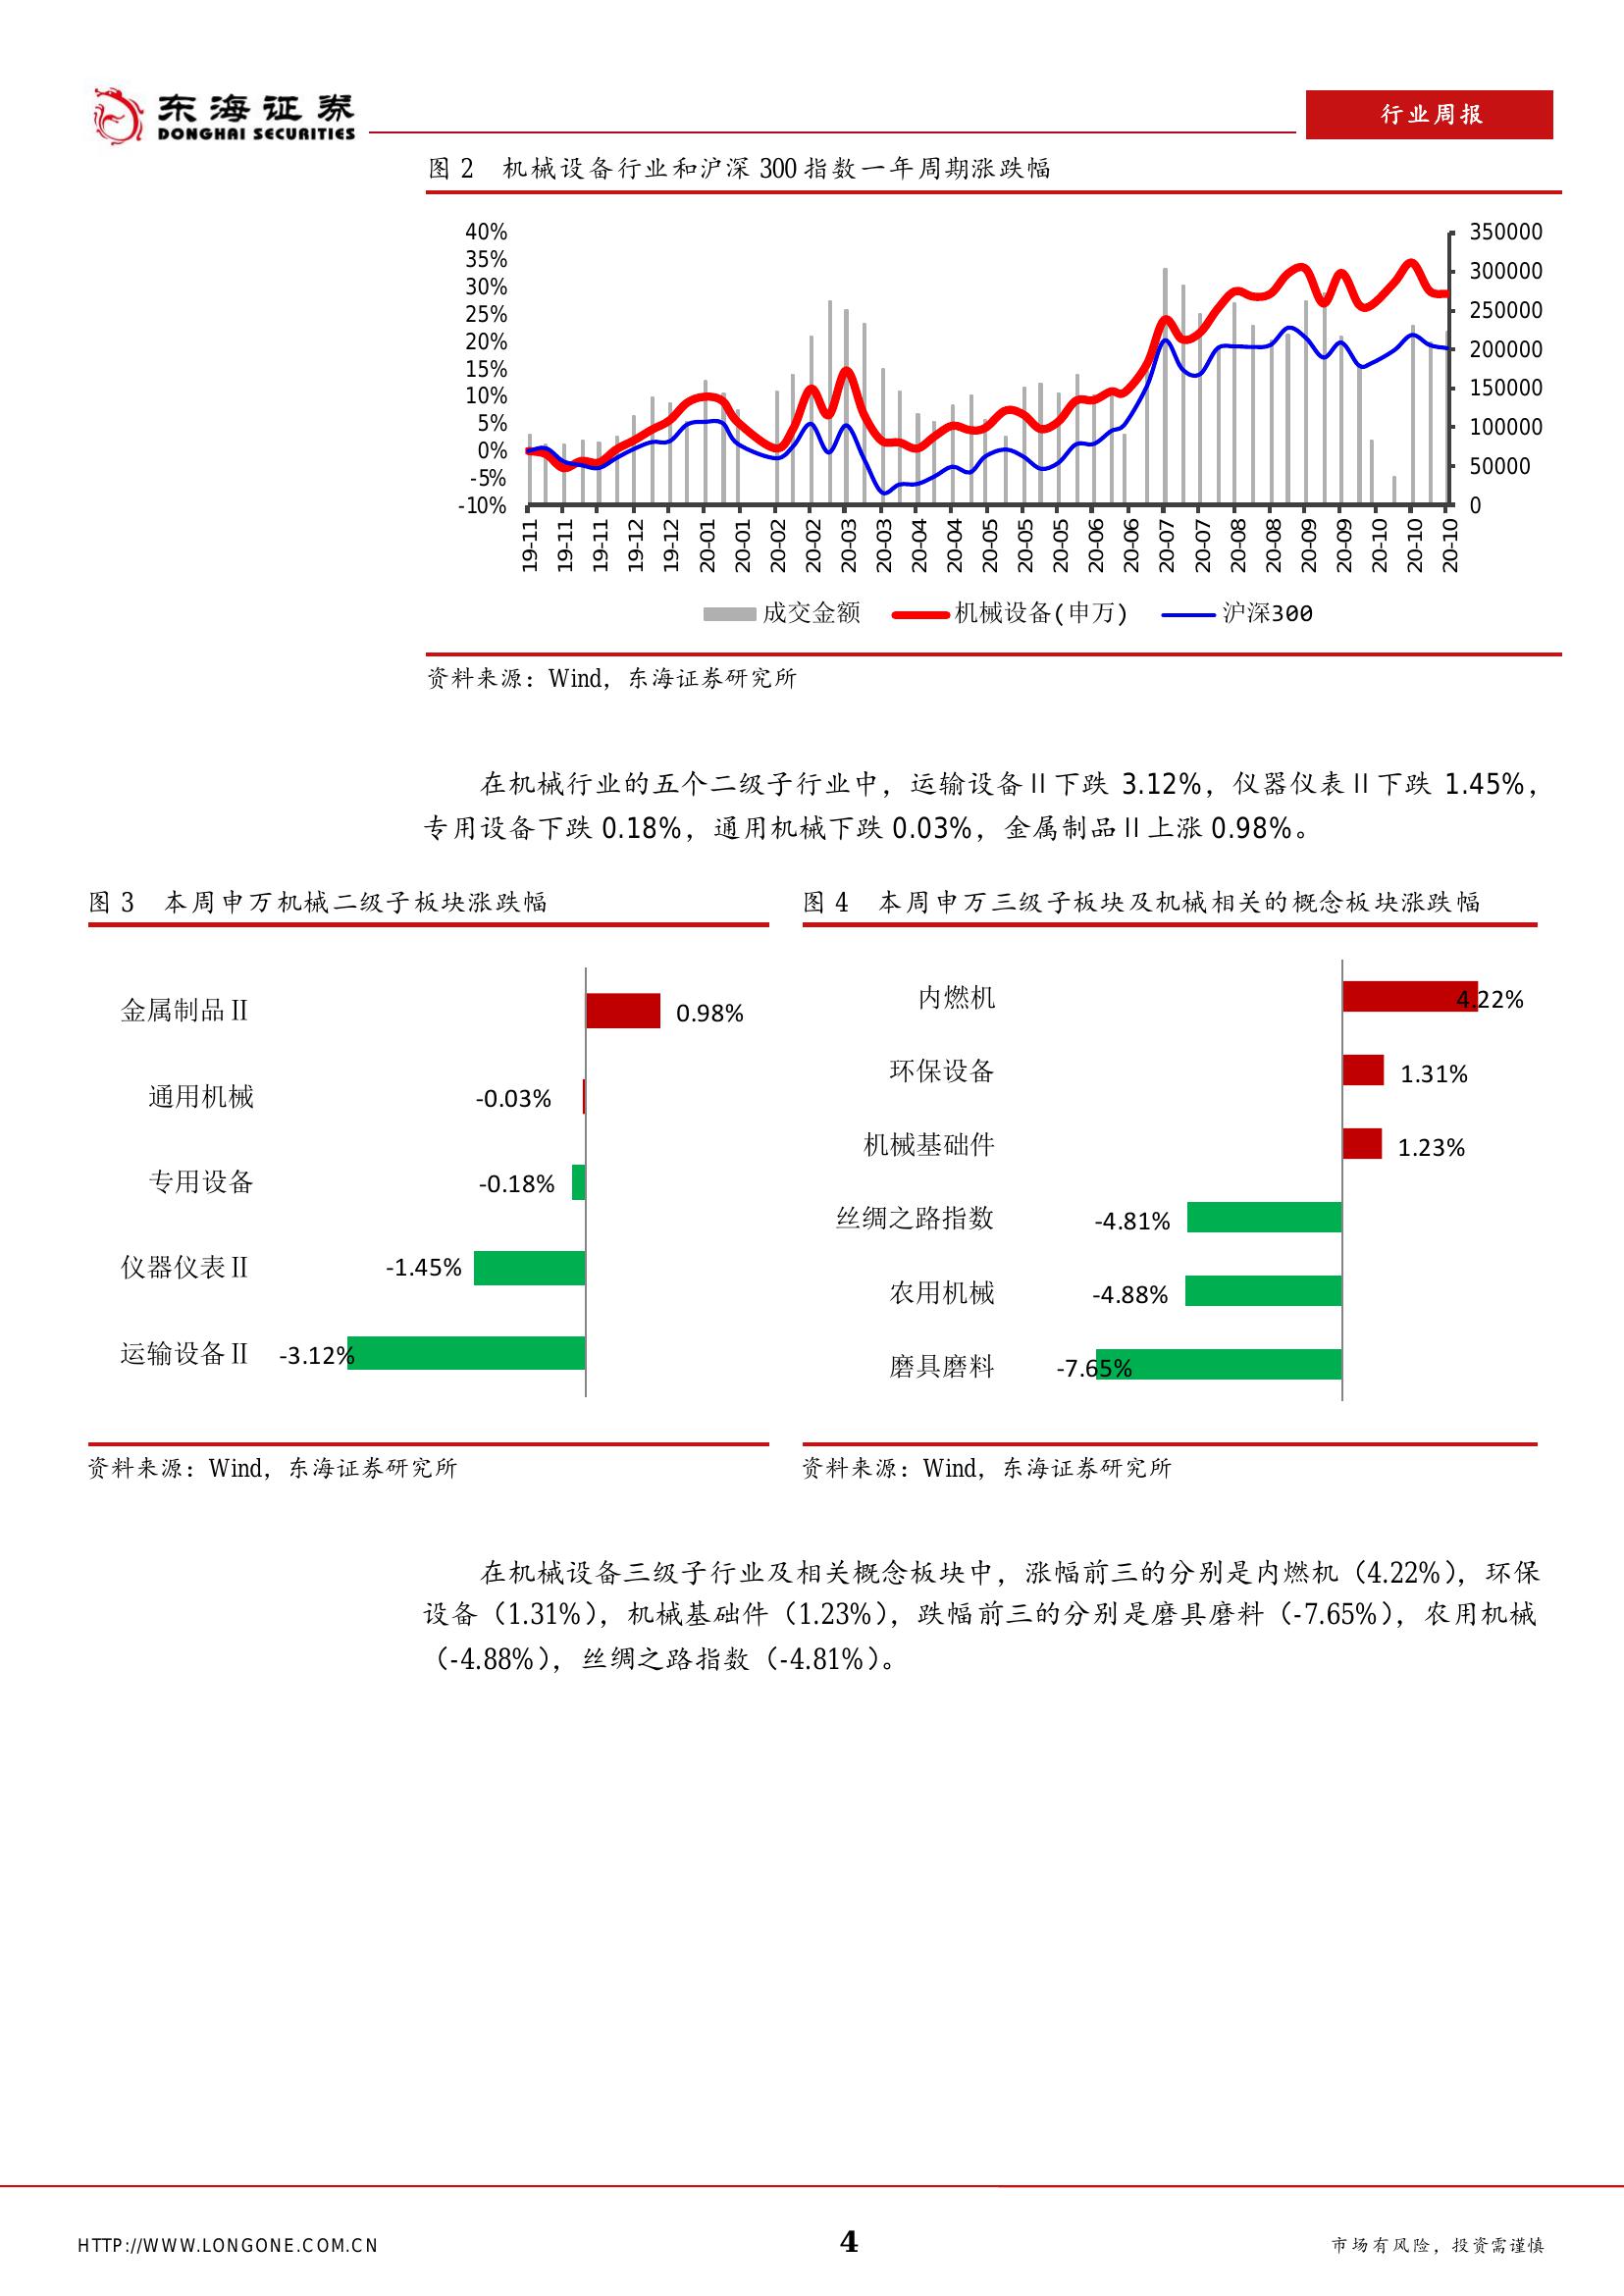 东海证券
DONGHAI SECURITIES
行业周报
图 2 机械设备行业和沪深 300 指数一年周期涨跌幅
40%
35%
30%
25%
20%
15%
10%
5%
0%
-5%
-10%
350000
300000
250000
200000
150000
100000
50000
0
19-11
19-11
19-11
19-12
19-12
20-01
20-01
20-02
20-02
20-03
20-03
20-04
20-04
20-05
20-05
20-05
20-06
20-06
20-07
20-07
20-08
20-08
20-09
20-09
20-10
20-10
20-10
成交金额 机械设备(申万) 沪深300
资料来源：Wind，东海证券研究所
在机械行业的五个二级子行业中，运输设备Ⅱ下跌 3.12%，仪器仪表Ⅱ下跌 1.45%，
专用设备下跌 0.18%，通用机械下跌 0.03%，金属制品Ⅱ上涨 0.98%。
图 3 本周申万机械二级子板块涨跌幅
金属制品Ⅱ 0.98%
通用机械 -0.03%
专用设备 -0.18%
仪器仪表Ⅱ -1.45%
运输设备Ⅱ -3.12%
资料来源：Wind，东海证券研究所
图 4 本周申万三级子板块及机械相关的概念板块涨跌幅
内燃机 4.22%
环保设备 1.31%
机械基础件 1.23%
丝绸之路指数 -4.81%
农用机械 -4.88%
磨具磨料 -7.65%
资料来源：Wind，东海证券研究所
在机械设备三级子行业及相关概念板块中，涨幅前三的分别是内燃机（4.22%），环保
设备（1.31%），机械基础件（1.23%），跌幅前三的分别是磨具磨料（-7.65%），农用机械
（-4.88%），丝绸之路指数（-4.81%）。
HTTP://WWW.LONGONE.COM.CN 4 市场有风险，投资需谨慎